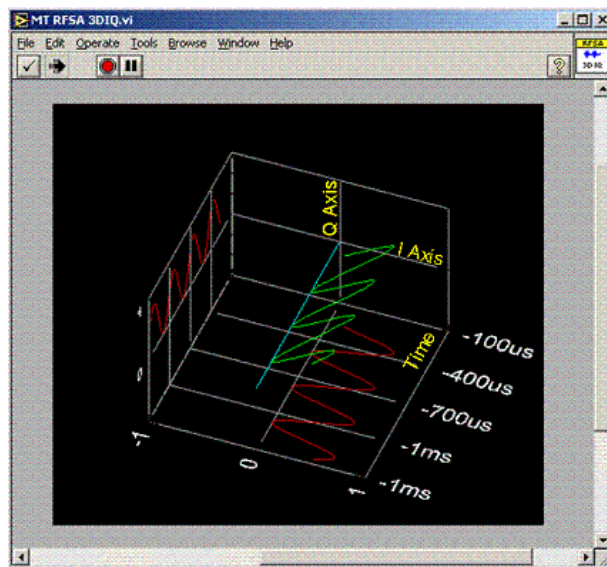 MT RFSA 3DIQ.vi
File Edit Operate Tools Browse Window Help
RFSA
3D IQ
Q Axis
I Axis
Time
-100us
-400us
-700us
-1ms
-1ms
0
-1
0
1